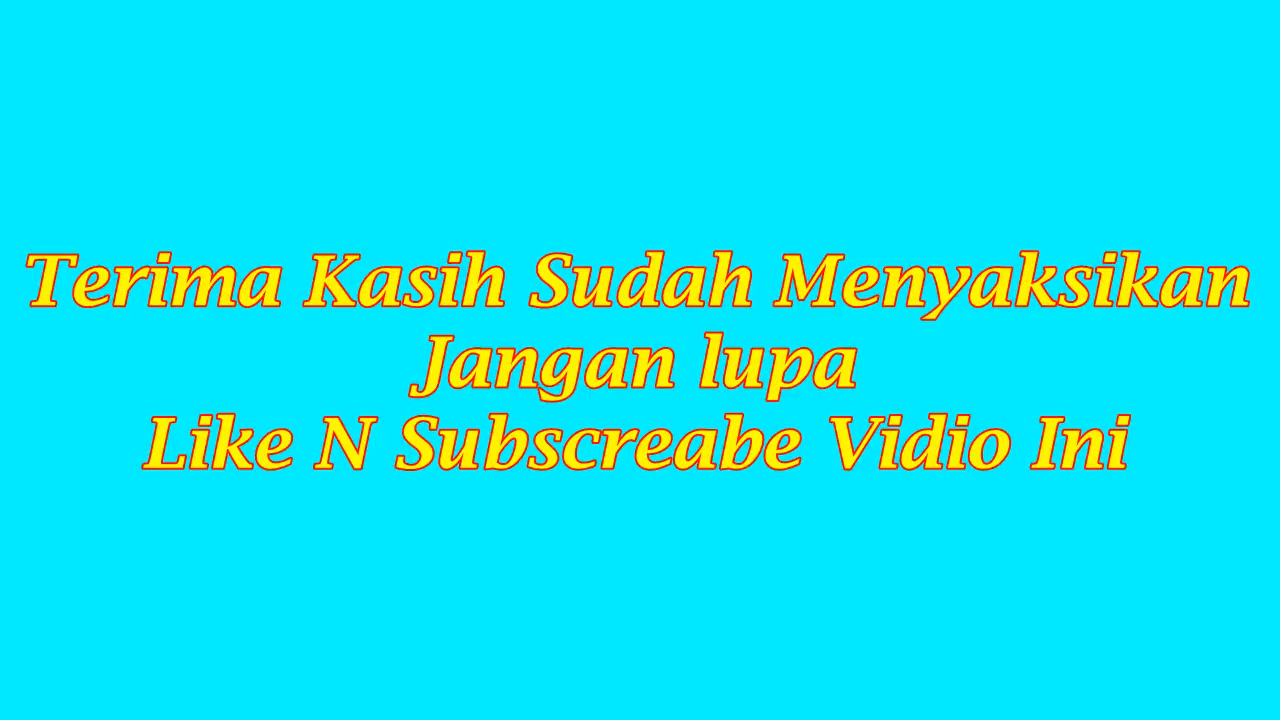 Terima Kasih Sudah Menyaksikan
Jangan lupa
Like N Subscreabe Vidio Ini